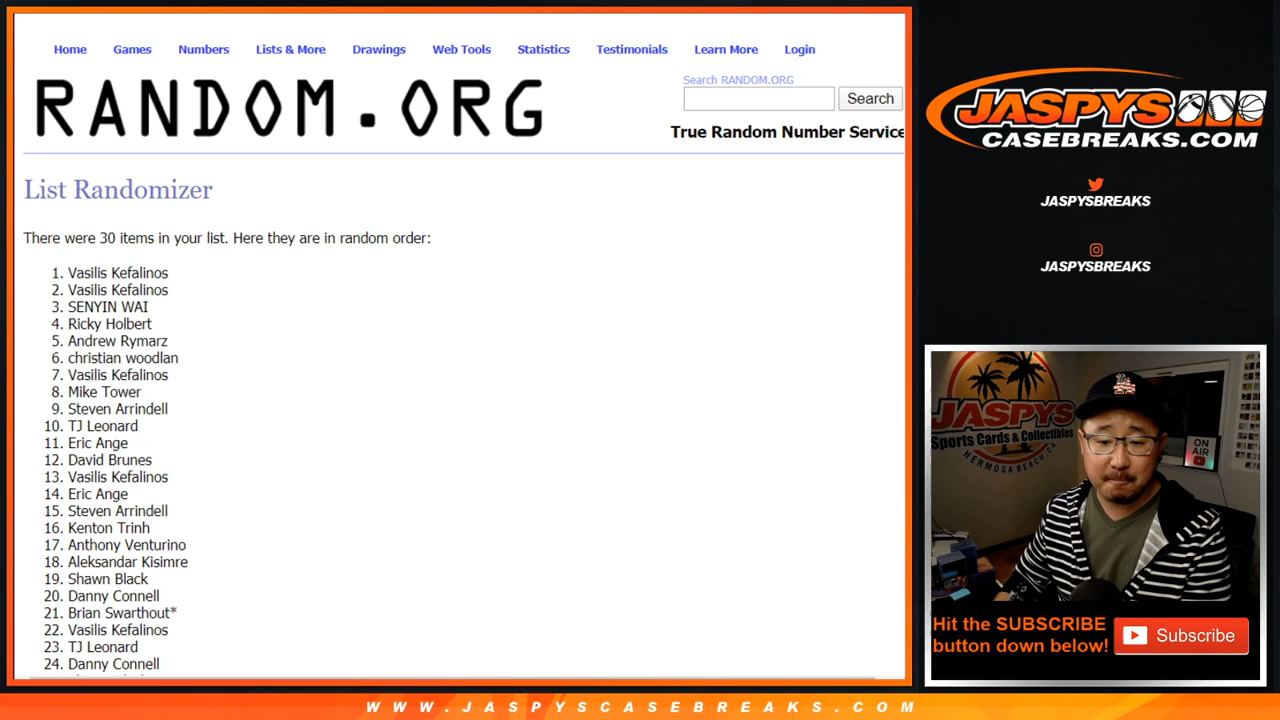 Home Games Numbers Lists & More Drawings Web Tools Statistics Testimonials Learn More Login
RANDOM.ORG
Search RANDOM.ORG
Search
True Random Number Service
List Randomizer
There were 30 items in your list. Here they are in random order:
1. Vasilis Kefalinos
2. Vasilis Kefalinos
3. SENYIN WAI
4. Ricky Holbert
5. Andrew Rymarz
6. christian woodlan
7. Vasilis Kefalinos
8. Mike Tower
9. Steven Arrindell
10. TJ Leonard
11. Eric Ange
12. David Brunes
13. Vasilis Kefalinos
14. Eric Ange
15. Steven Arrindell
16. Kenton Trinh
17. Anthony Venturino
18. Aleksandar Kisimre
19. Shawn Black
20. Danny Connell
21. Brian Swarthout*
22. Vasilis Kefalinos
23. TJ Leonard
24. Danny Connell
JASPYS
CASEBREAKS.COM
JASPYSBREAKS
JASPYSBREAKS
JASPYS
Sports Cards & Collectibles
HERMOSA BEACH, CA
ON
AIR
Hit the SUBSCRIBE
button down below!
Subscribe
WWW.JASPYSCASEBREAKS.COM